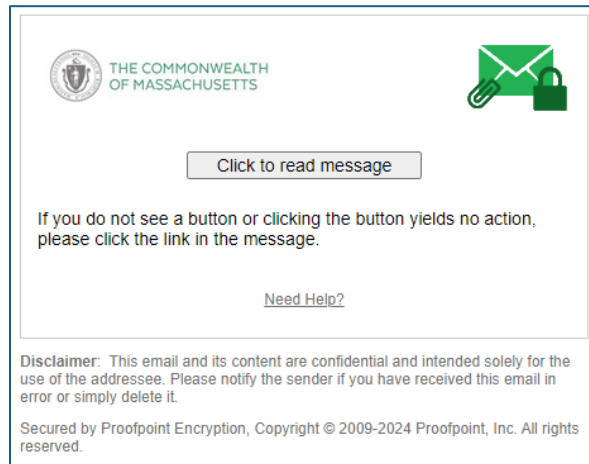 THE COMMONWEALTH
OF MASSACHUSETTS
Click to read message
If you do not see a button or clicking the button yields no action,
please click the link in the message.
Need Help?
Disclaimer: This email and its content are confidential and intended solely for the
use of the addressee. Please notify the sender if you have received this email in
error or simply delete it.
Secured by Proofpoint Encryption, Copyright © 2009-2024 Proofpoint, Inc. All rights
reserved.